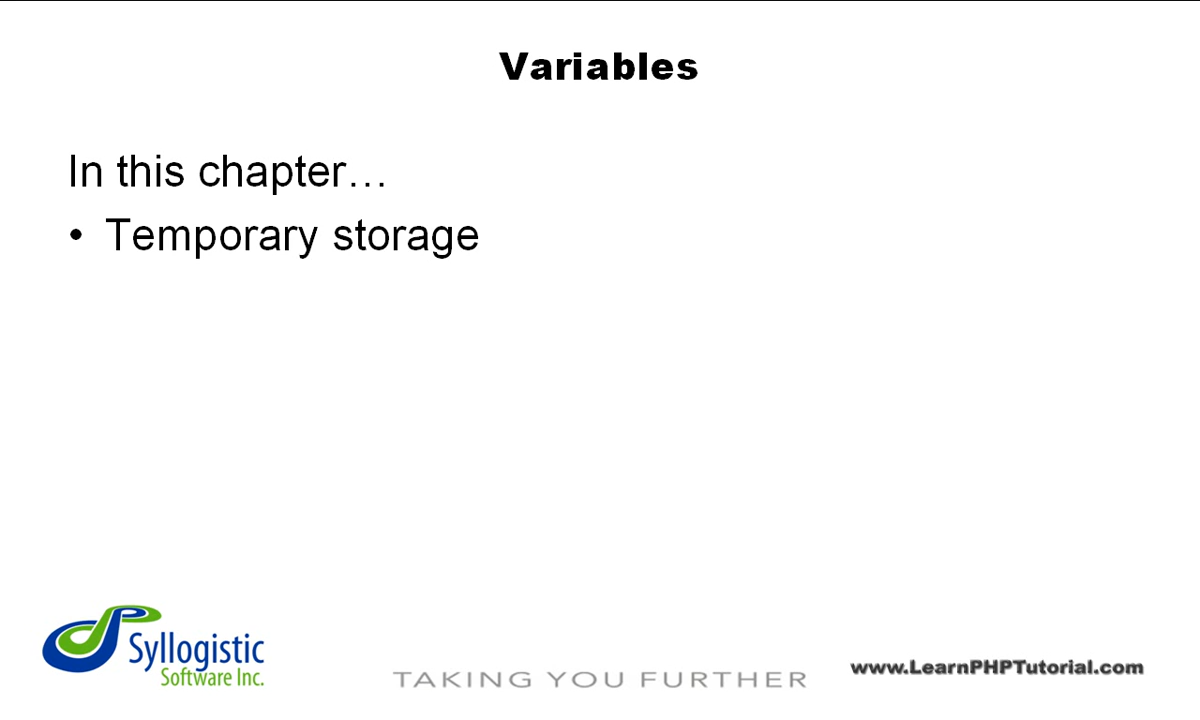 Variables
In this chapter…
• Temporary storage
Syllogistic
Software Inc.
TAKING YOU FURTHER
www.LearnPHPTutorial.com